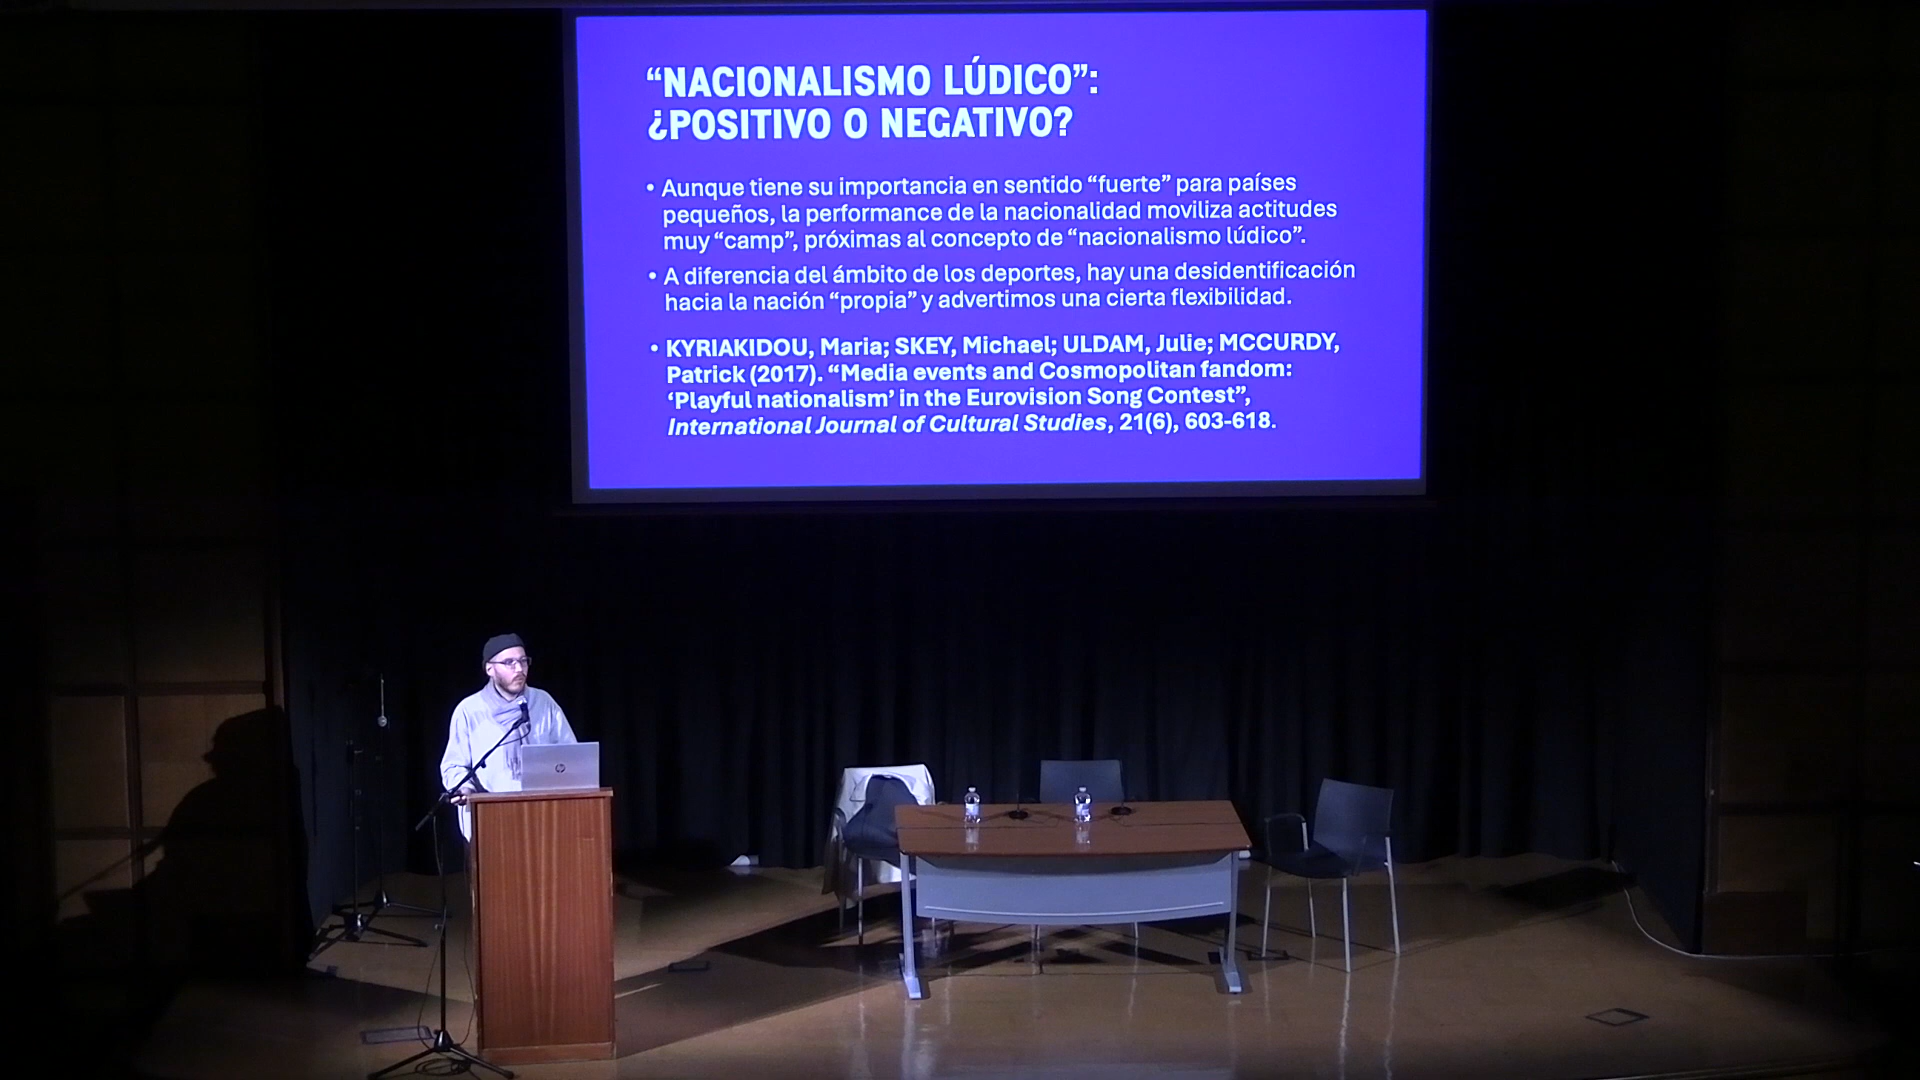 “NACIONALISMO LÚDICO”:
¿POSITIVO O NEGATIVO?
• Aunque tiene su importancia en sentido “fuerte” para países
pequeños, la performance de la nacionalidad moviliza actitudes
muy “camp”, próximas al concepto de “nacionalismo lúdico”.
• A diferencia del ámbito de los deportes, hay una desidentificación
hacia la nación “propia” y advertimos una cierta flexibilidad.
• KYRIAKIDOU, Maria; SKEY, Michael; ULDAM, Julie; MCCURDY,
Patrick (2017). “Media events and Cosmopolitan fandom:
‘Playful nationalism’ in the Eurovision Song Contest”,
International Journal of Cultural Studies, 21(6), 603-618.
hp